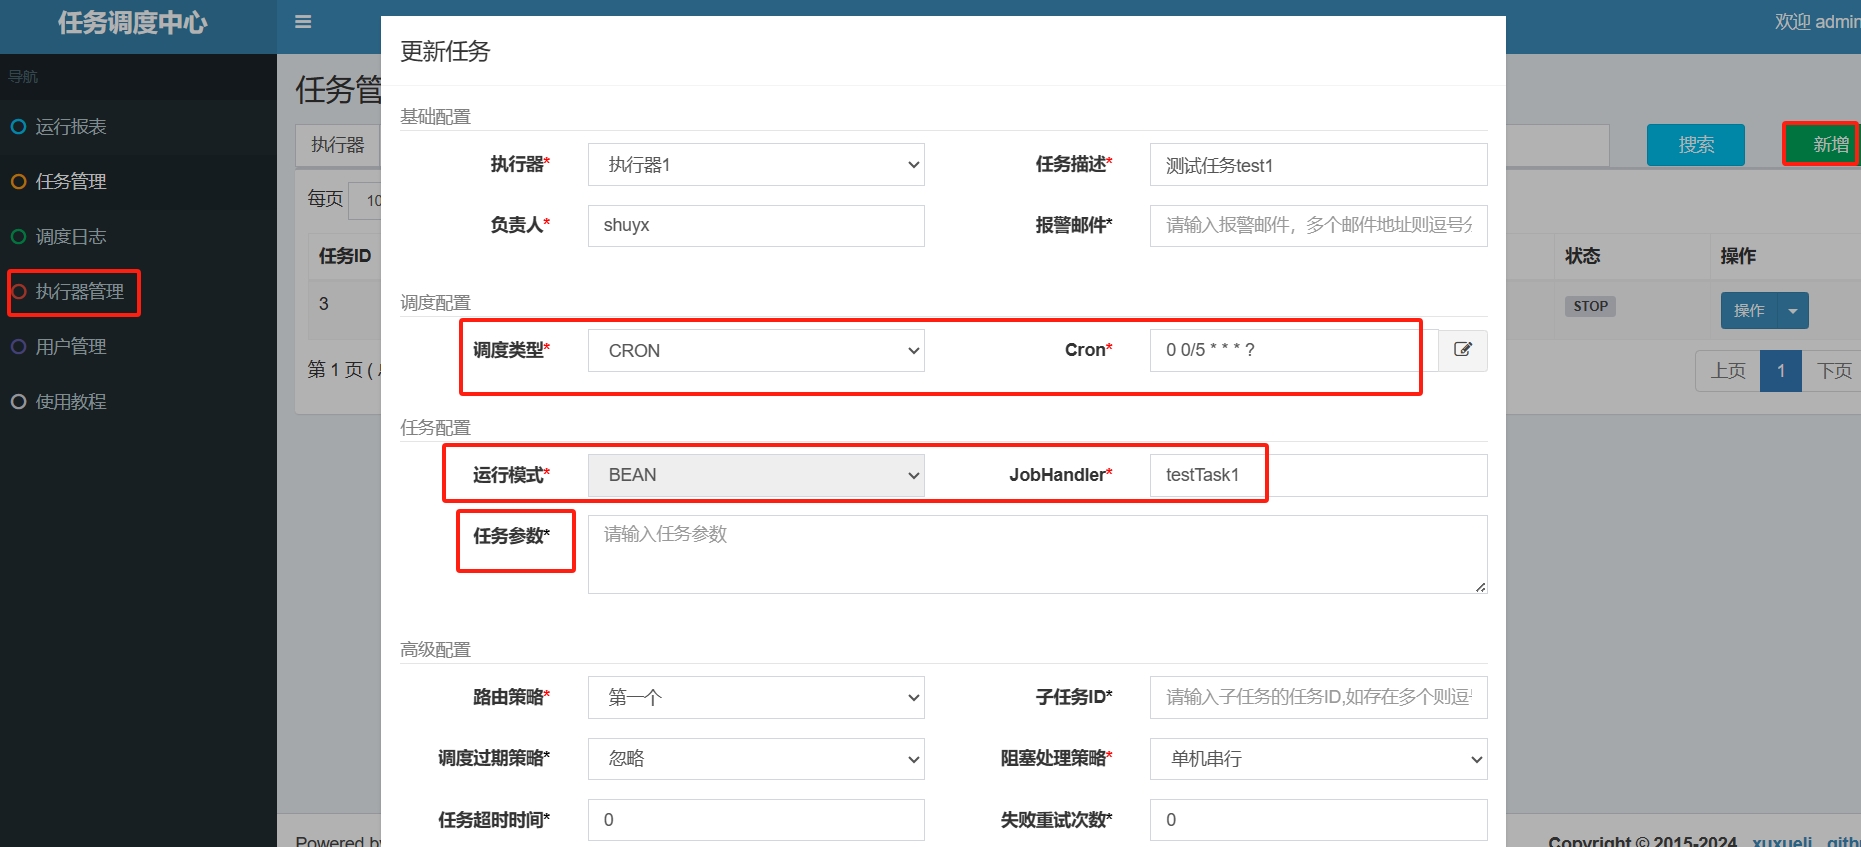 任务调度中心
欢迎 admin
导航
运行报表
任务管理
调度日志
执行器管理
用户管理
使用教程
任务管
执行器
搜索
新增
每页 10
任务ID
状态
操作
3
STOP
操作
第 1 页 (
上页 1 下页
更新任务
基础配置
执行器* 执行器1 任务描述* 测试任务test1
负责人* shuyx 报警邮件* 请输入报警邮件，多个邮件地址则逗号分
调度配置
调度类型* CRON Cron* 0 0/5 * * * ?
任务配置
运行模式* BEAN JobHandler* testTask1
任务参数* 请输入任务参数
高级配置
路由策略* 第一个 子任务ID* 请输入子任务的任务ID,如存在多个则逗号
调度过期策略* 忽略 阻塞处理策略* 单机串行
任务超时时间* 0 失败重试次数* 0
Powered by
Copyright © 2015-2024 xuxueli gith